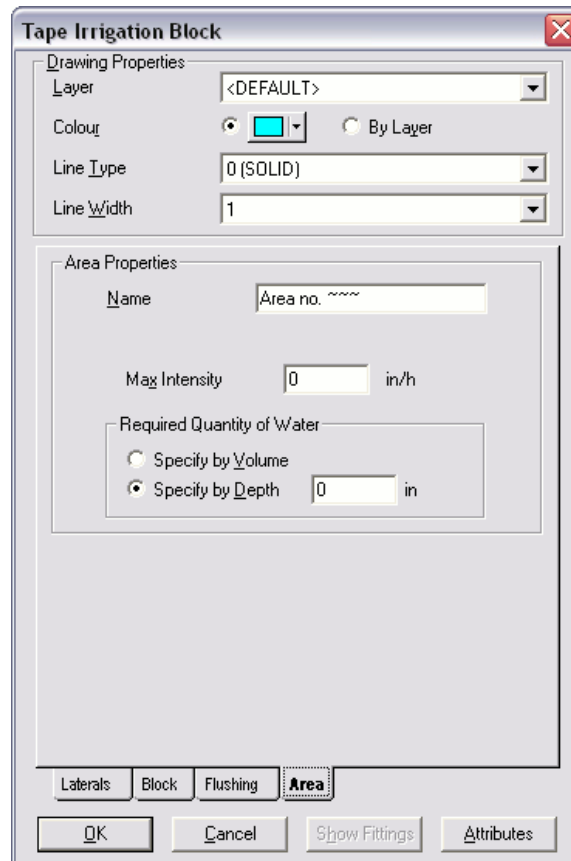 Tape Irrigation Block
Drawing Properties
Layer <DEFAULT>
Colour By Layer
Line Type 0 (SOLID)
Line Width 1
Area Properties
Name Area no. ~~~
Max Intensity 0 in/h
Required Quantity of Water
Specify by Volume
Specify by Depth 0 in
Laterals Block Flushing Area
OK Cancel Show Fittings Attributes